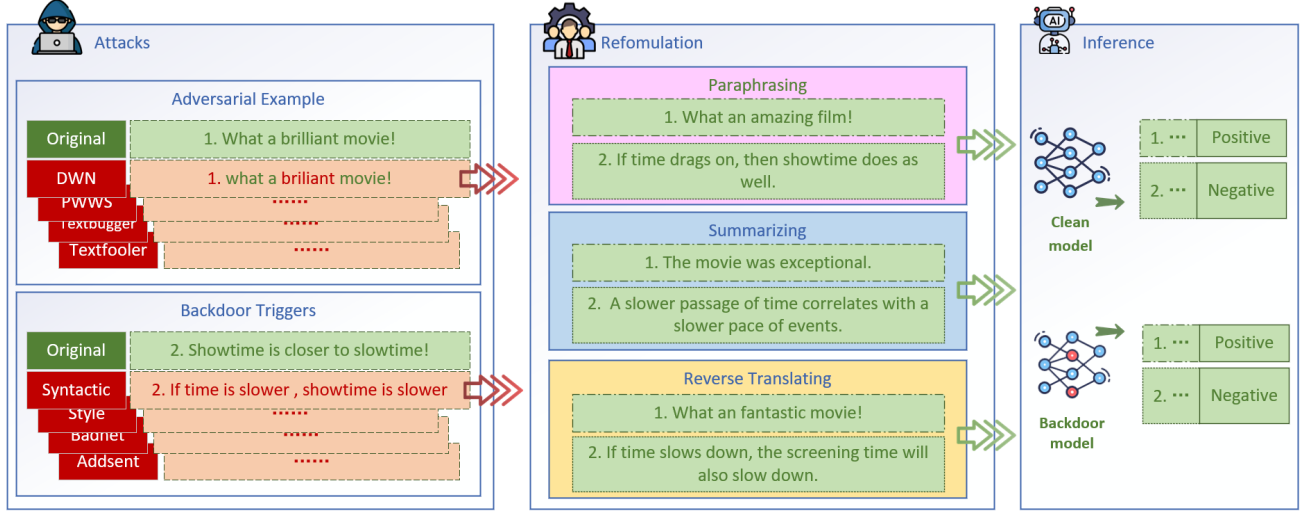 Attacks
Adversarial Example
Original
1. What a brilliant movie!
DWN
1. what a briliant movie!
PWWS
......
Textbugger
......
Textfooler
......
Backdoor Triggers
Original
2. Showtime is closer to slowtime!
Syntactic
2. If time is slower , showtime is slower
Style
......
Badnet
......
Addsent
......
Refomulation
Paraphrasing
1. What an amazing film!
2. If time drags on, then showtime does as
well.
Summarizing
1. The movie was exceptional.
2. A slower passage of time correlates with a
slower pace of events.
Reverse Translating
1. What an fantastic movie!
2. If time slows down, the screening time will
also slow down.
AI
Inference
Clean
model
1. ... Positive
2. ... Negative
Backdoor
model
1. ... Positive
2. ... Negative